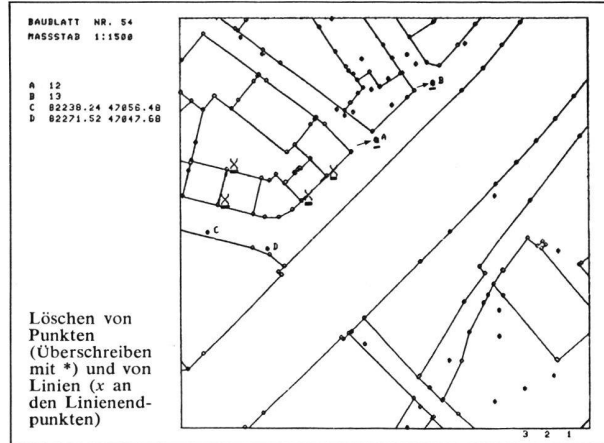 BAUBLATT NR. 54
MASSSTAB 1:1500
A 12
B 13
C 82238.24 47056.48
D 82271.52 47047.68
B
A
C
D
Löschen von
Punkten
(Überschreiben
mit *) und von
Linien (x an
den Linienend-
punkten)
3 2 1